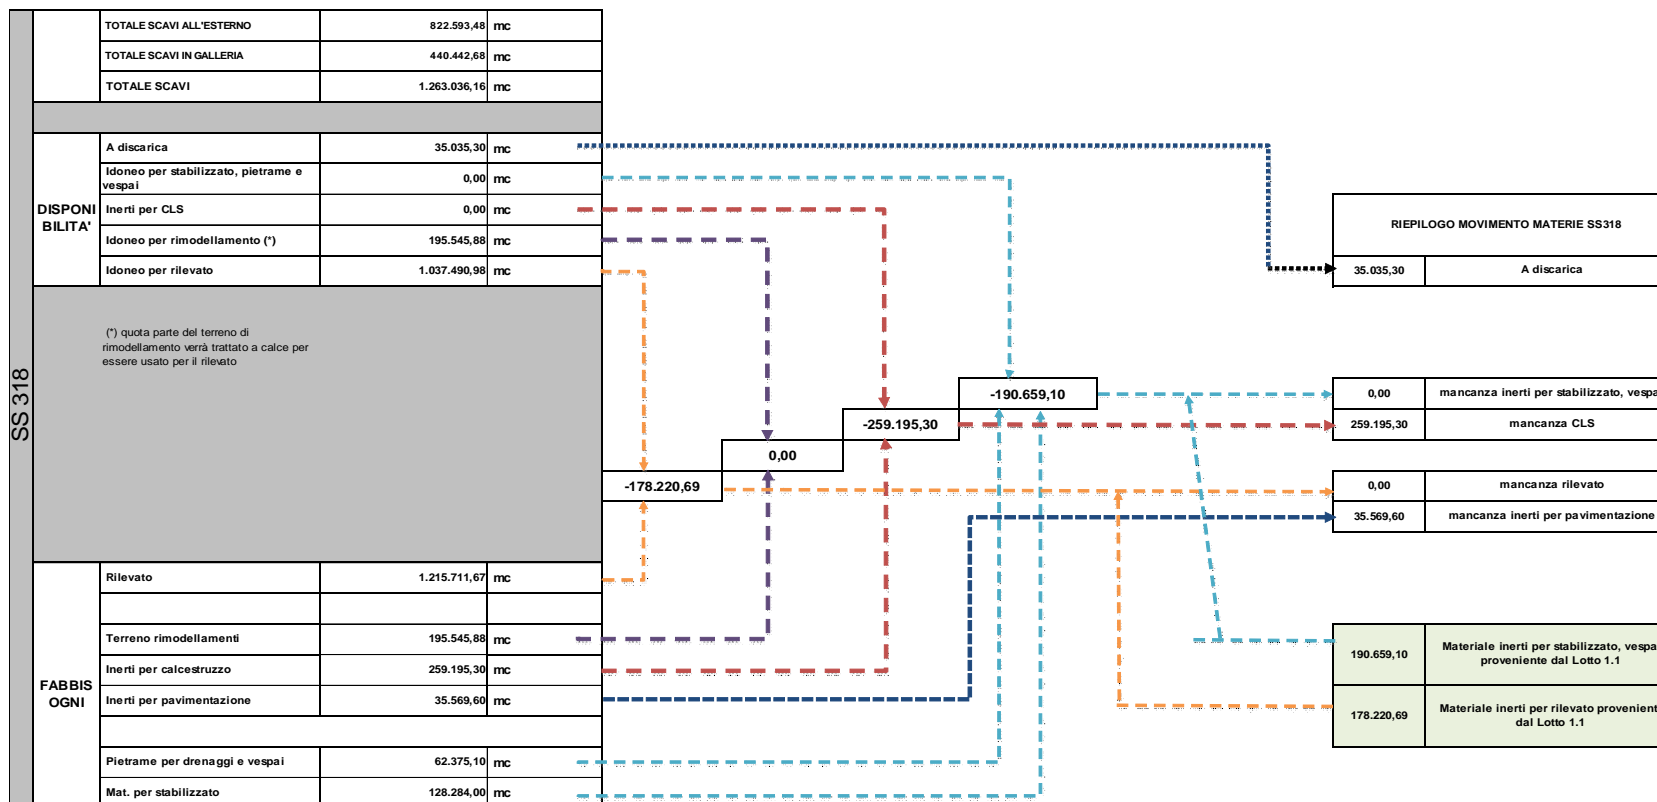 SS 318
TOTALE SCAVI ALL'ESTERNO 822.593,48 mc
TOTALE SCAVI IN GALLERIA 440.442,68 mc
TOTALE SCAVI 1.263.036,16 mc
DISPONI
BILITA'
A discarica 35.035,30 mc
Idoneo per stabilizzato, pietrame e
vespai 0,00 mc
Inerti per CLS 0,00 mc
Idoneo per rimodellamento (*) 195.545,88 mc
Idoneo per rilevato 1.037.490,98 mc
(*) quota parte del terreno di
rimodellamento verrà trattato a calce per
essere usato per il rilevato
RIEPILOGO MOVIMENTO MATERIE SS318
35.035,30 A discarica
-190.659,10
-259.195,30
0,00
-178.220,69
0,00 mancanza inerti per stabilizzato, vespa
259.195,30 mancanza CLS
0,00 mancanza rilevato
35.569,60 mancanza inerti per pavimentazione
FABBIS
OGNI
Rilevato 1.215.711,67 mc
Terreno rimodellamenti 195.545,88 mc
Inerti per calcestruzzo 259.195,30 mc
Inerti per pavimentazione 35.569,60 mc
Pietrame per drenaggi e vespai 62.375,10 mc
Mat. per stabilizzato 128.284,00 mc
190.659,10 Materiale inerti per stabilizzato, vespa
proveniente dal Lotto 1.1
178.220,69 Materiale inerti per rilevato provenient
dal Lotto 1.1